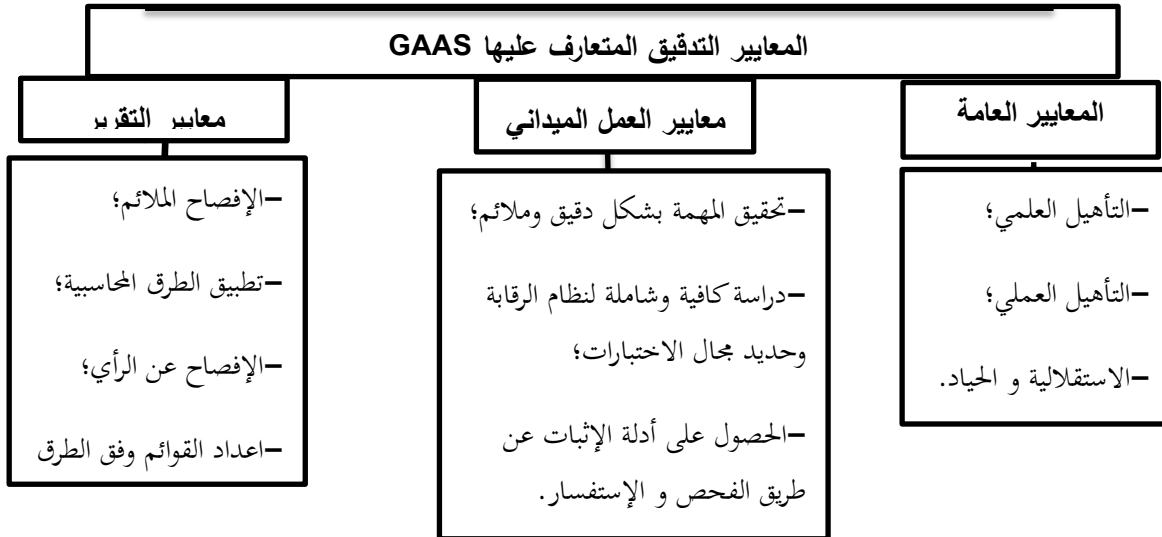 المعايير التدقيق المتعارف عليها GAAS
المعايير العامة
–التأهيل العلمي؛
–التأهيل العملي؛
–الاستقلالية و الحياد.
معايير العمل الميداني
–تحقيق المهمة بشكل دقيق وملائم؛
–دراسة كافية وشاملة لنظام الرقابة
وحديد مجال الاختبارات؛
–الحصول على أدلة الإثبات عن
طريق الفحص و الإستفسار.
معايير التقرير
–الإفصاح الملائم؛
–تطبيق الطرق المحاسبية؛
–الإفصاح عن الرأي؛
–اعداد القوائم وفق الطرق